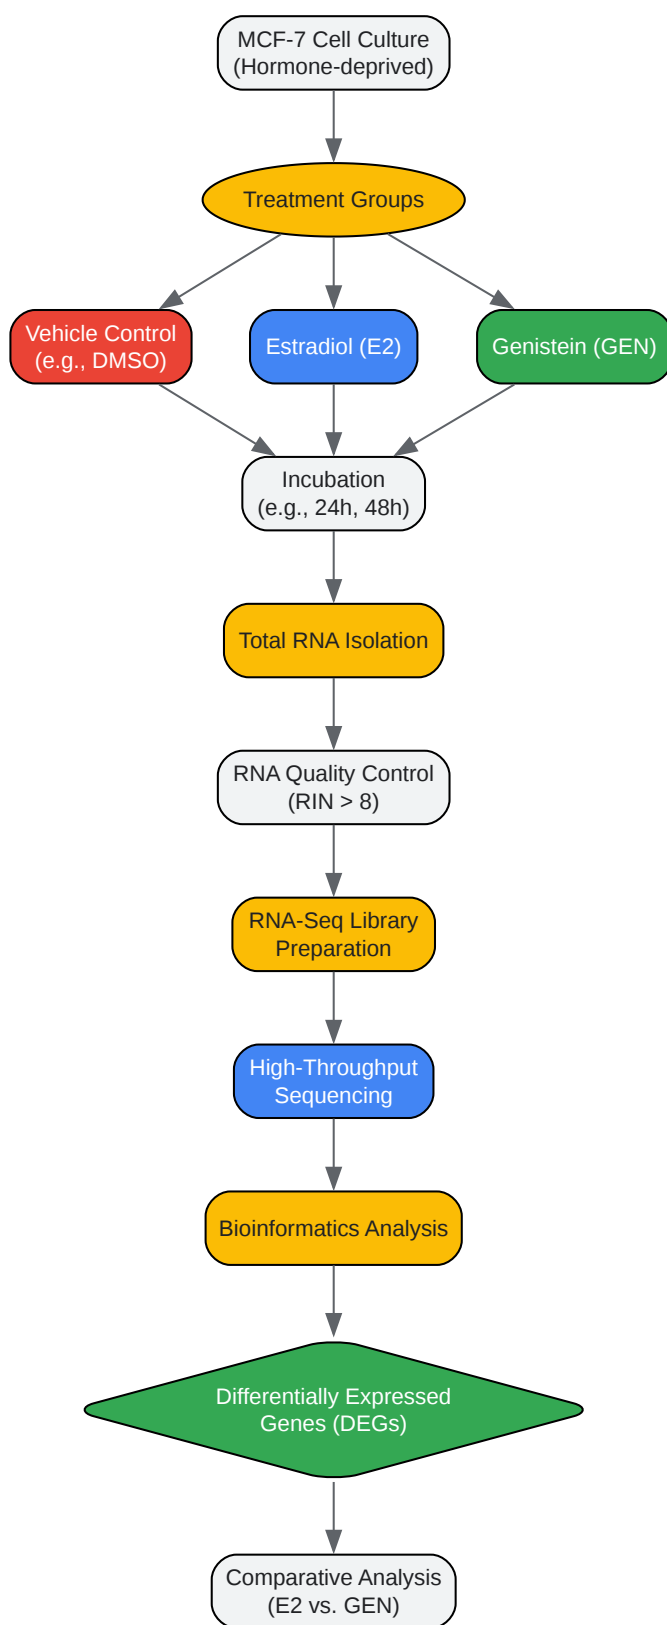 MCF-7 Cell Culture
(Hormone-deprived)
Treatment Groups
Vehicle Control
(e.g., DMSO)
Estradiol (E2)
Genistein (GEN)
Incubation
(e.g., 24h, 48h)
Total RNA Isolation
RNA Quality Control
(RIN > 8)
RNA-Seq Library
Preparation
High-Throughput
Sequencing
Bioinformatics Analysis
Differentially Expressed
Genes (DEGs)
Comparative Analysis
(E2 vs. GEN)